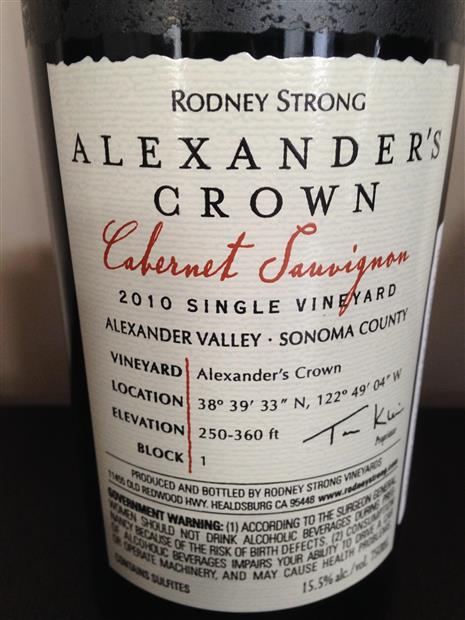 RODNEY STRONG
ALEXANDER'S
CROWN
Cabernet Sauvignon
2010 SINGLE VINEYARD
ALEXANDER VALLEY · SONOMA COUNTY
VINEYARD Alexander's Crown
LOCATION 38° 39' 33" N, 122° 49' 04" W
ELEVATION 250-360 ft
BLOCK 1
Proprietor
PRODUCED AND BOTTLED BY RODNEY STRONG VINEYARDS
11455 OLD REDWOOD HWY. HEALDSBURG CA 95448 www.rodneystrong.com
GOVERNMENT WARNING: (1) ACCORDING TO THE SURGEON GENERAL,
WOMEN SHOULD NOT DRINK ALCOHOLIC BEVERAGES DURING PREG-
NANCY BECAUSE OF THE RISK OF BIRTH DEFECTS. (2) CONSUMPTION
OF ALCOHOLIC BEVERAGES IMPAIRS YOUR ABILITY TO DRIVE A CAR
OR OPERATE MACHINERY, AND MAY CAUSE HEALTH PROBLEMS.
CONTAINS SULFITES 15.5% alc./vol. 750ML